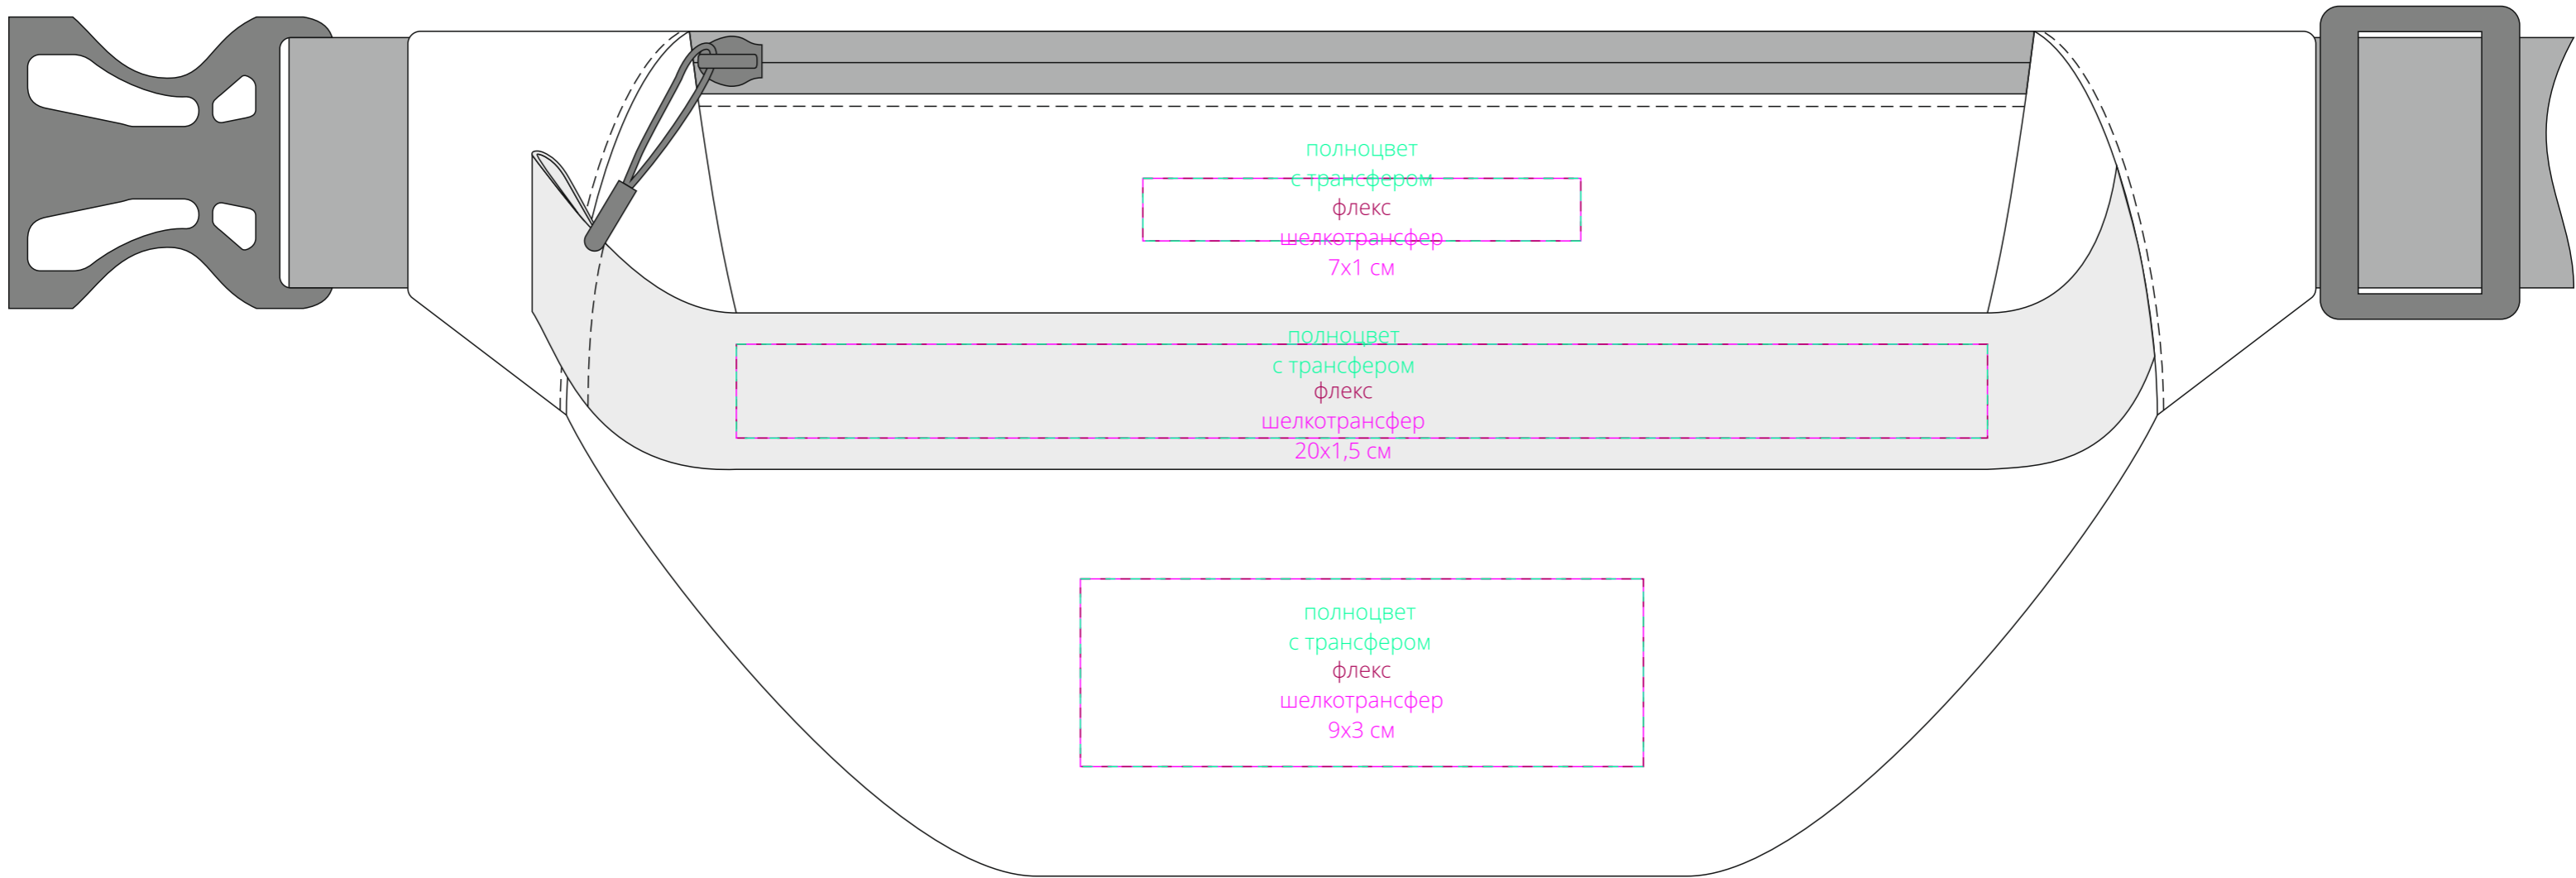 полноцвет
с трансфером
флекс
шелкотрансфер
7х1 см
полноцвет
с трансфером
флекс
шелкотрансфер
20х1,5 см
полноцвет
с трансфером
флекс
шелкотрансфер
9х3 см